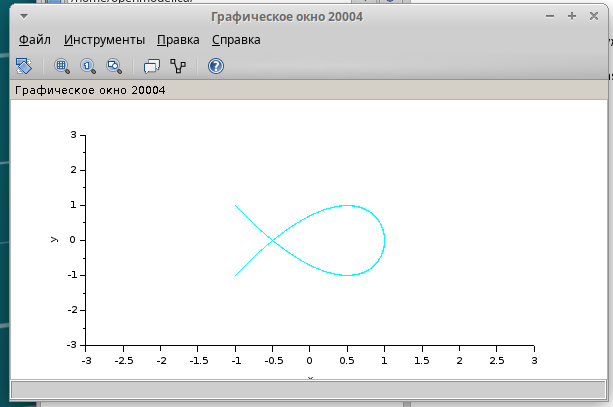 /home/openmodelica/
Графическое окно 20004
Файл Инструменты Правка Справка
Графическое окно 20004
3
2
1
y
0
-1
-2
-3
-3 -2.5 -2 -1.5 -1 -0.5 0 0.5 1 1.5 2 2.5 3